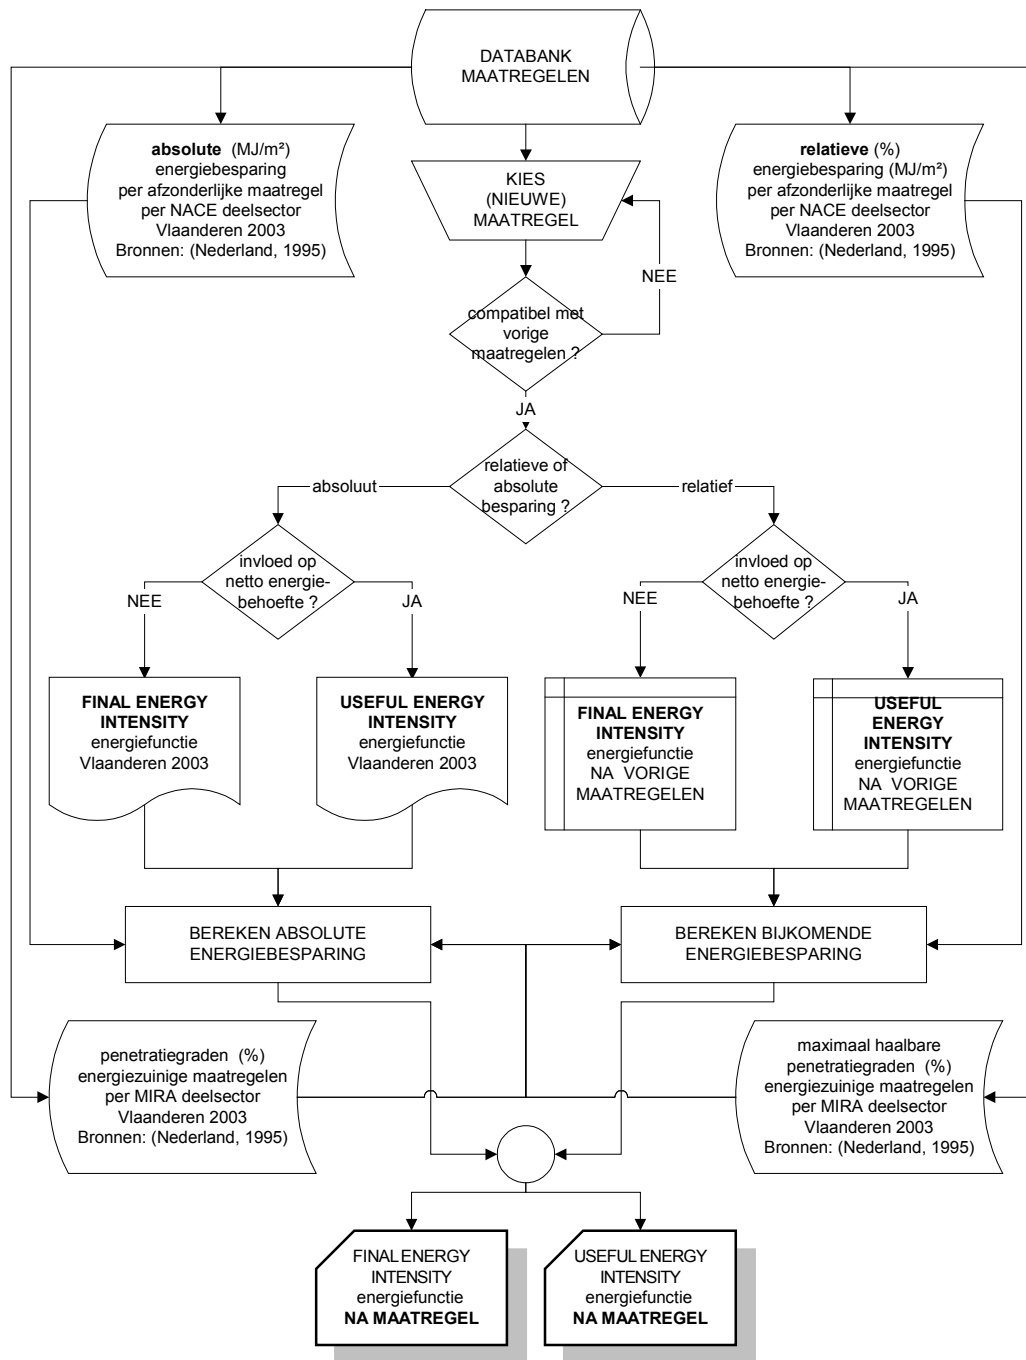 DATABANK
MAATREGELEN
absolute (MJ/m²)
energiebesparing
per afzonderlijke maatregel
per NACE deelsector
Vlaanderen 2003
Bronnen: (Nederland, 1995)
KIES
(NIEUWE)
MAATREGEL
relatieve (%)
energiebesparing (MJ/m²)
per afzonderlijke maatregel
per NACE deelsector
Vlaanderen 2003
Bronnen: (Nederland, 1995)
NEE
compatibel met
vorige
maatregelen ?
JA
relatieve of
absolute
besparing ?
absoluut
relatief
invloed op
netto energie-
behoefte ?
NEE
JA
invloed op
netto energie-
behoefte ?
NEE
JA
FINAL ENERGY
INTENSITY
energiefunctie
Vlaanderen 2003
USEFUL ENERGY
INTENSITY
energiefunctie
Vlaanderen 2003
FINAL ENERGY
INTENSITY
energiefunctie
NA VORIGE
MAATREGELEN
USEFUL
ENERGY
INTENSITY
energiefunctie
NA VORIGE
MAATREGELEN
BEREKEN ABSOLUTE
ENERGIEBESPARING
BEREKEN BIJKOMENDE
ENERGIEBESPARING
penetratiegraden (%)
energiezuinige maatregelen
per MIRA deelsector
Vlaanderen 2003
Bronnen: (Nederland, 1995)
maximaal haalbare
penetratiegraden (%)
energiezuinige maatregelen
per MIRA deelsector
Vlaanderen 2003
Bronnen: (Nederland, 1995)
FINAL ENERGY
INTENSITY
energiefunctie
NA MAATREGEL
USEFUL ENERGY
INTENSITY
energiefunctie
NA MAATREGEL